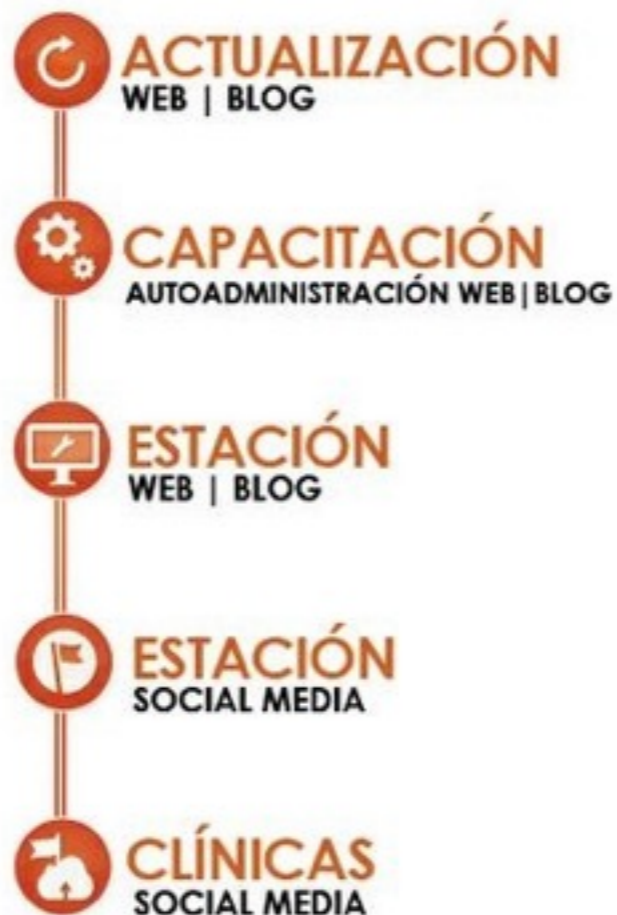 ACTUALIZACIÓN
WEB | BLOG
CAPACITACIÓN
AUTOADMINISTRACIÓN WEB|BLOG
ESTACIÓN
WEB | BLOG
ESTACIÓN
SOCIAL MEDIA
CLÍNICAS
SOCIAL MEDIA